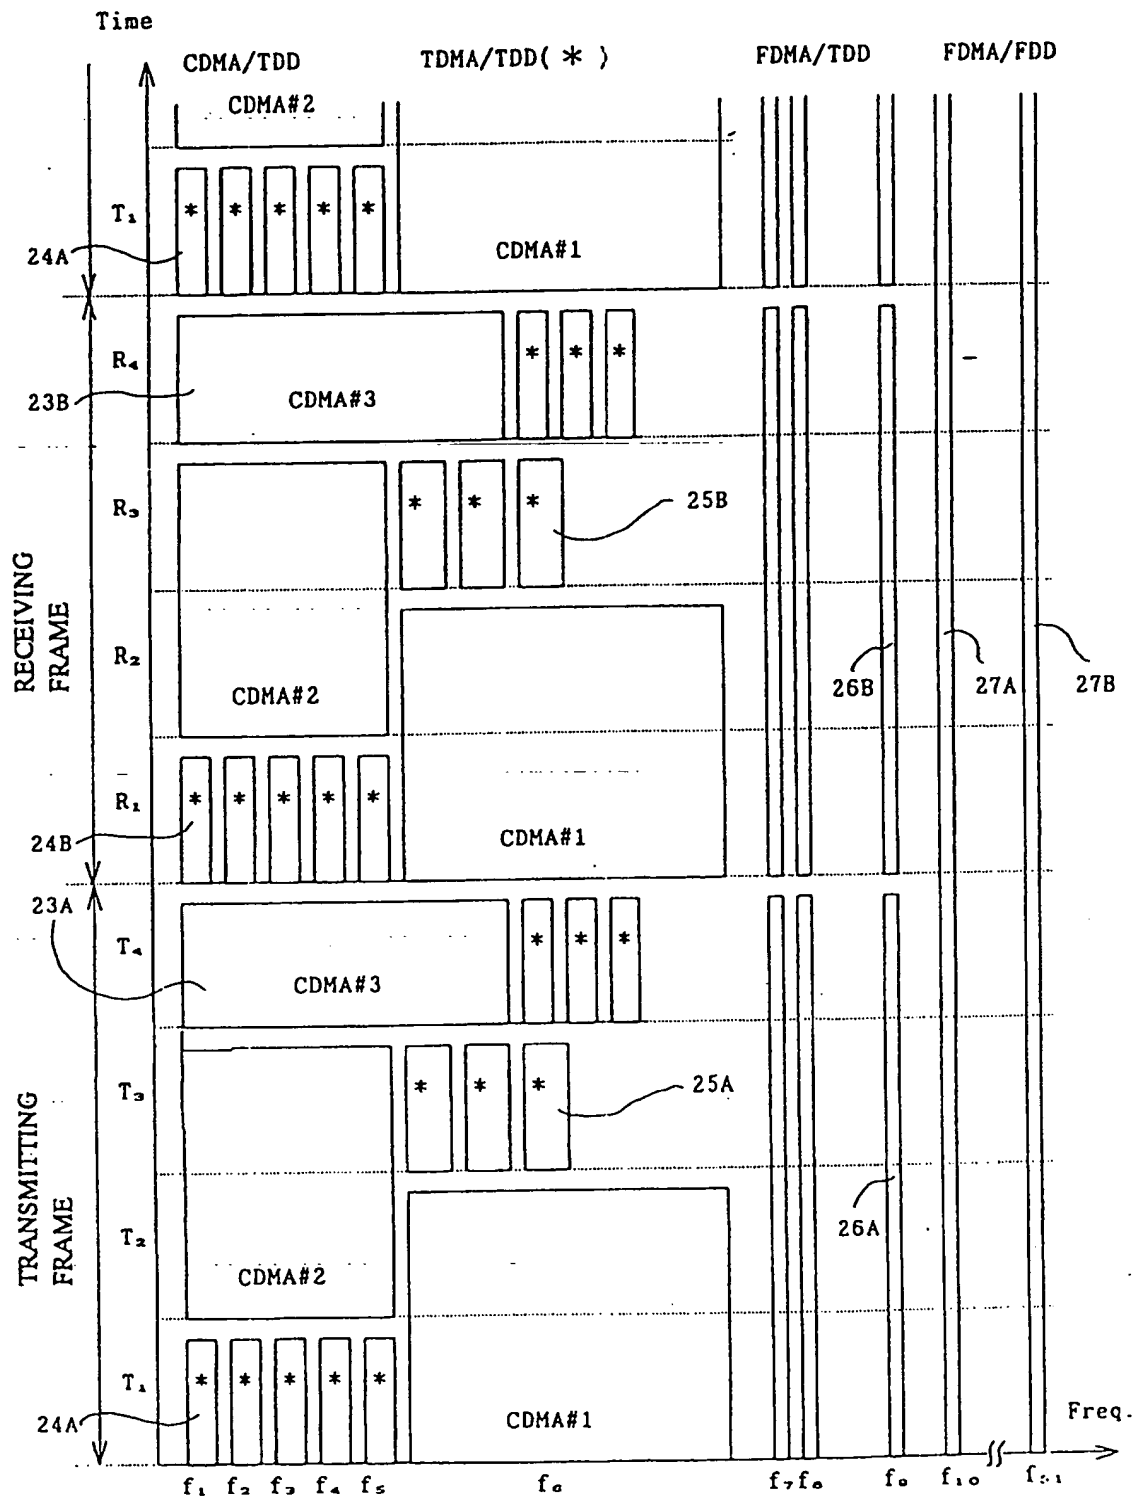 Time
CDMA/TDD TDMA/TDD( * ) FDMA/TDD FDMA/FDD
CDMA#2
T₁ * * * * *
24A CDMA#1
R₄ * * *
23B CDMA#3
R₃ * * * 25B
RECEIVING
FRAME
R₂
CDMA#2 26B 27A 27B
R₁ * * * * *
24B CDMA#1
23A
T₄ * * *
CDMA#3
T₃ * * * 25A
TRANSMITTING
FRAME
T₂ 26A
CDMA#2
T₁ * * * * *
24A CDMA#1 Freq.
f₁ f₂ f₃ f₄ f₅ f₆ f₇ f₈ f₉ f₁₀